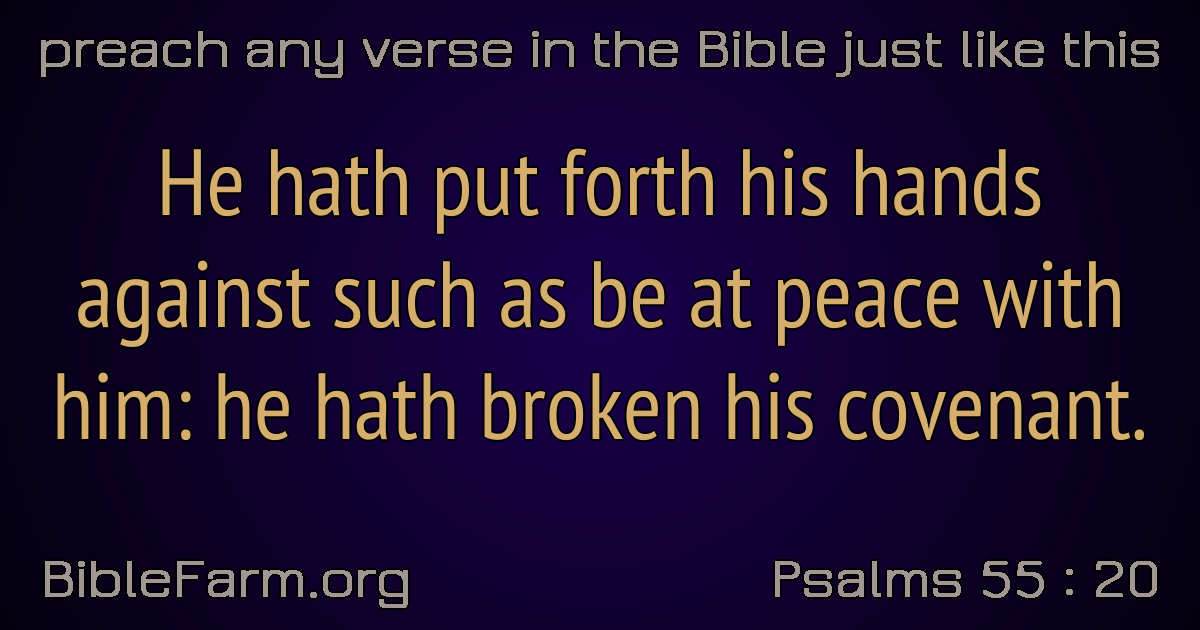 preach any verse in the Bible just like this
He hath put forth his hands
against such as be at peace with
him: he hath broken his covenant.
BibleFarm.org
Psalms 55 : 20